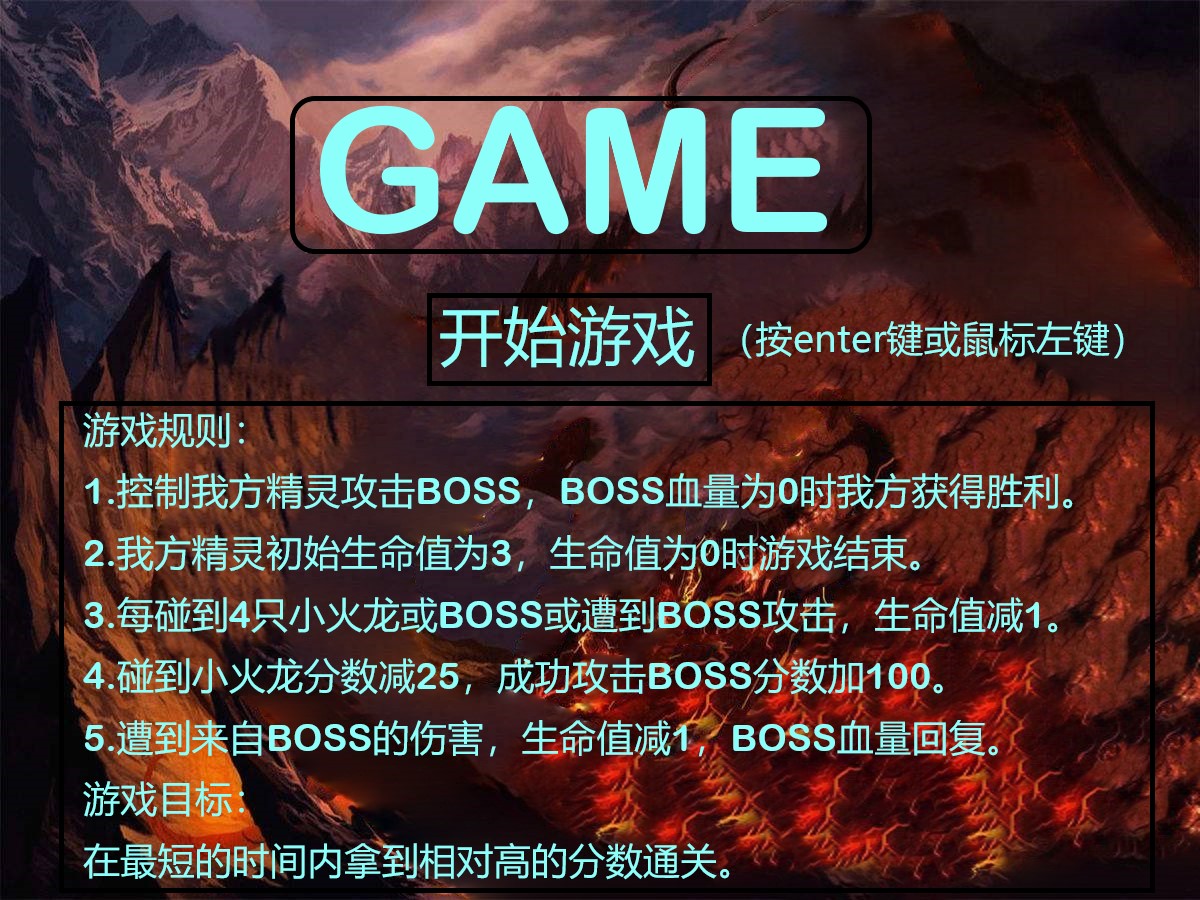 GAME
开始游戏 （按enter键或鼠标左键）
游戏规则：
1.控制我方精灵攻击BOSS，BOSS血量为0时我方获得胜利。
2.我方精灵初始生命值为3，生命值为0时游戏结束。
3.每碰到4只小火龙或BOSS或遭到BOSS攻击，生命值减1。
4.碰到小火龙分数减25，成功攻击BOSS分数加100。
5.遭到来自BOSS的伤害，生命值减1，BOSS血量回复。
游戏目标：
在最短的时间内拿到相对高的分数通关。